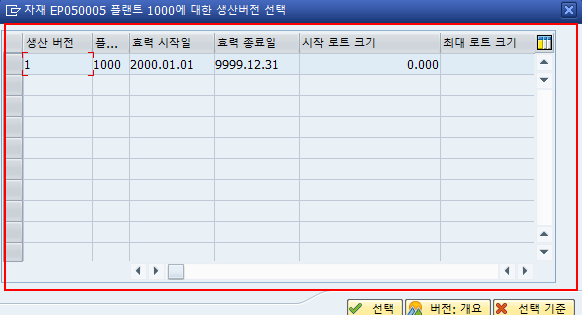 자재 EP050005 플랜트 1000에 대한 생산버전 선택
생산 버전 플... 효력 시작일 효력 종료일 시작 로트 크기 최대 로트 크기
1 1000 2000.01.01 9999.12.31 0.000
선택 버전: 개요 선택 기준